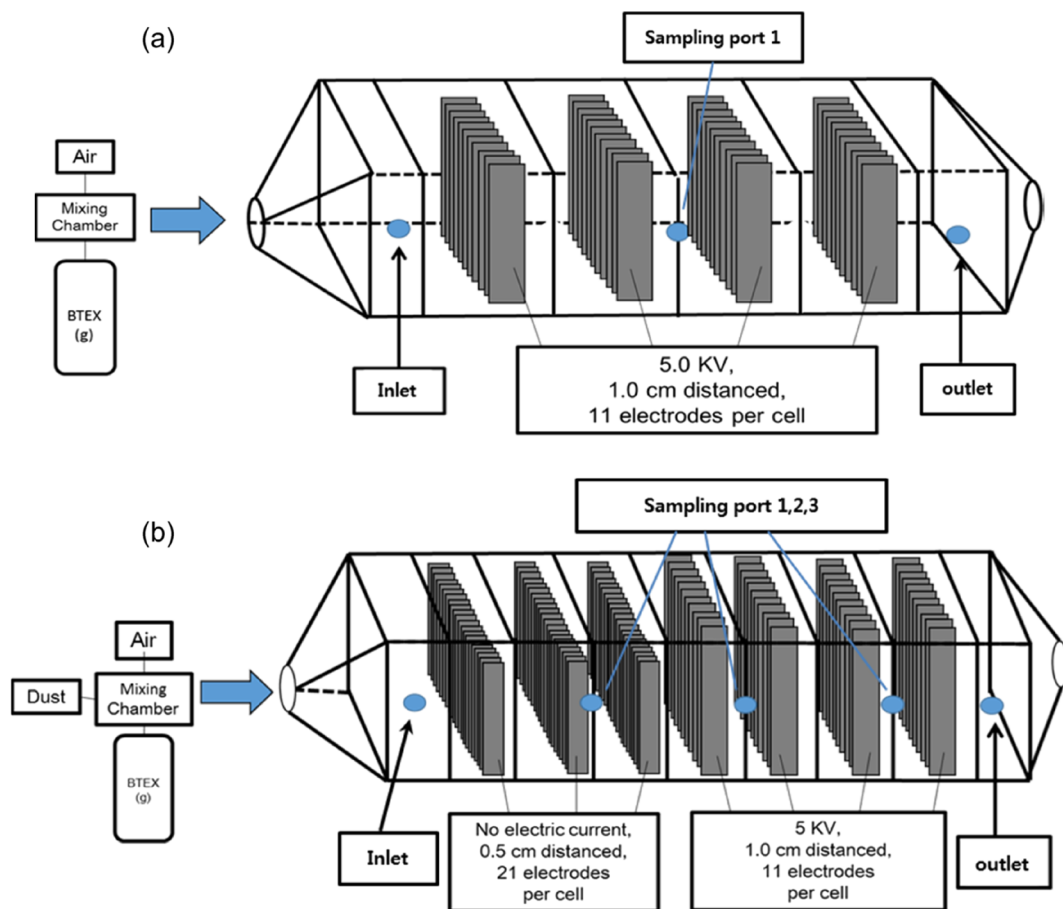 (a)
Sampling port 1
Air
Mixing
Chamber
BTEX
(g)
Inlet
5.0 KV,
1.0 cm distanced,
11 electrodes per cell
outlet
(b)
Sampling port 1,2,3
Air
Dust
Mixing
Chamber
BTEX
(g)
Inlet
No electric current,
0.5 cm distanced,
21 electrodes
per cell
5 KV,
1.0 cm distanced,
11 electrodes
per cell
outlet